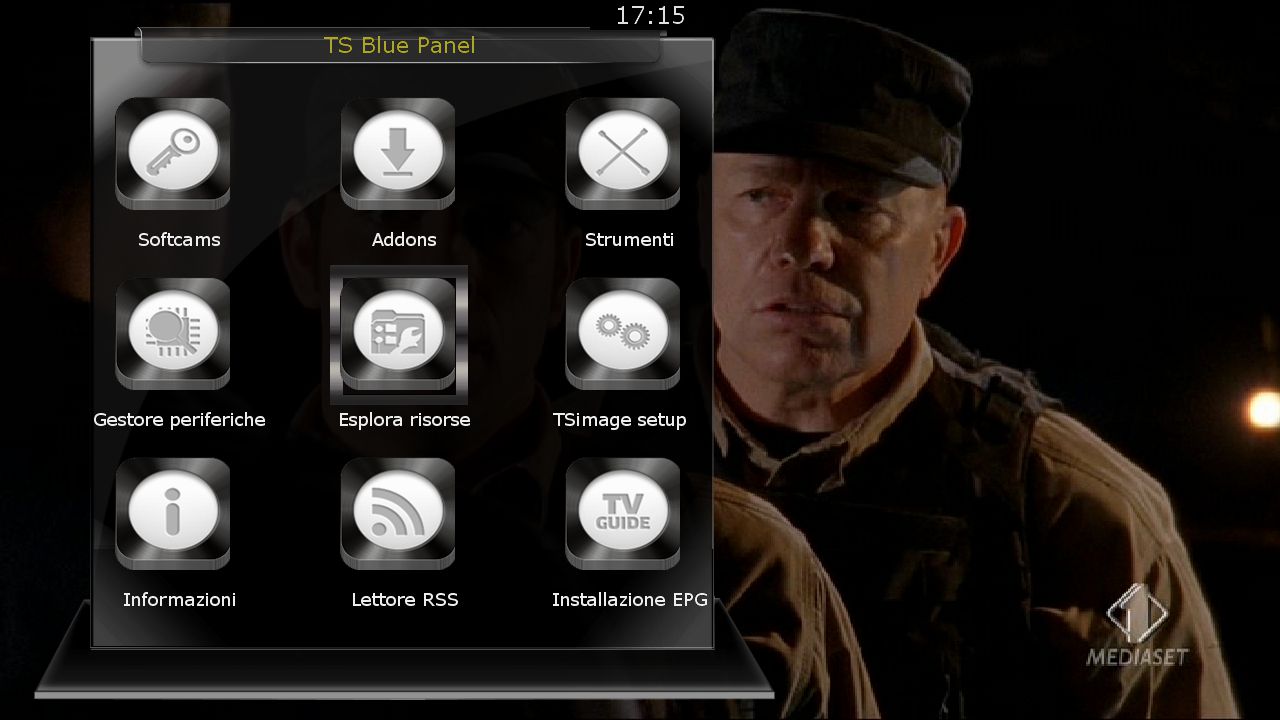 17:15
TS Blue Panel
Softcams
Addons
Strumenti
Gestore periferiche
Esplora risorse
TSimage setup
TV
GUIDE
Informazioni
Lettore RSS
Installazione EPG
1
MEDIASET